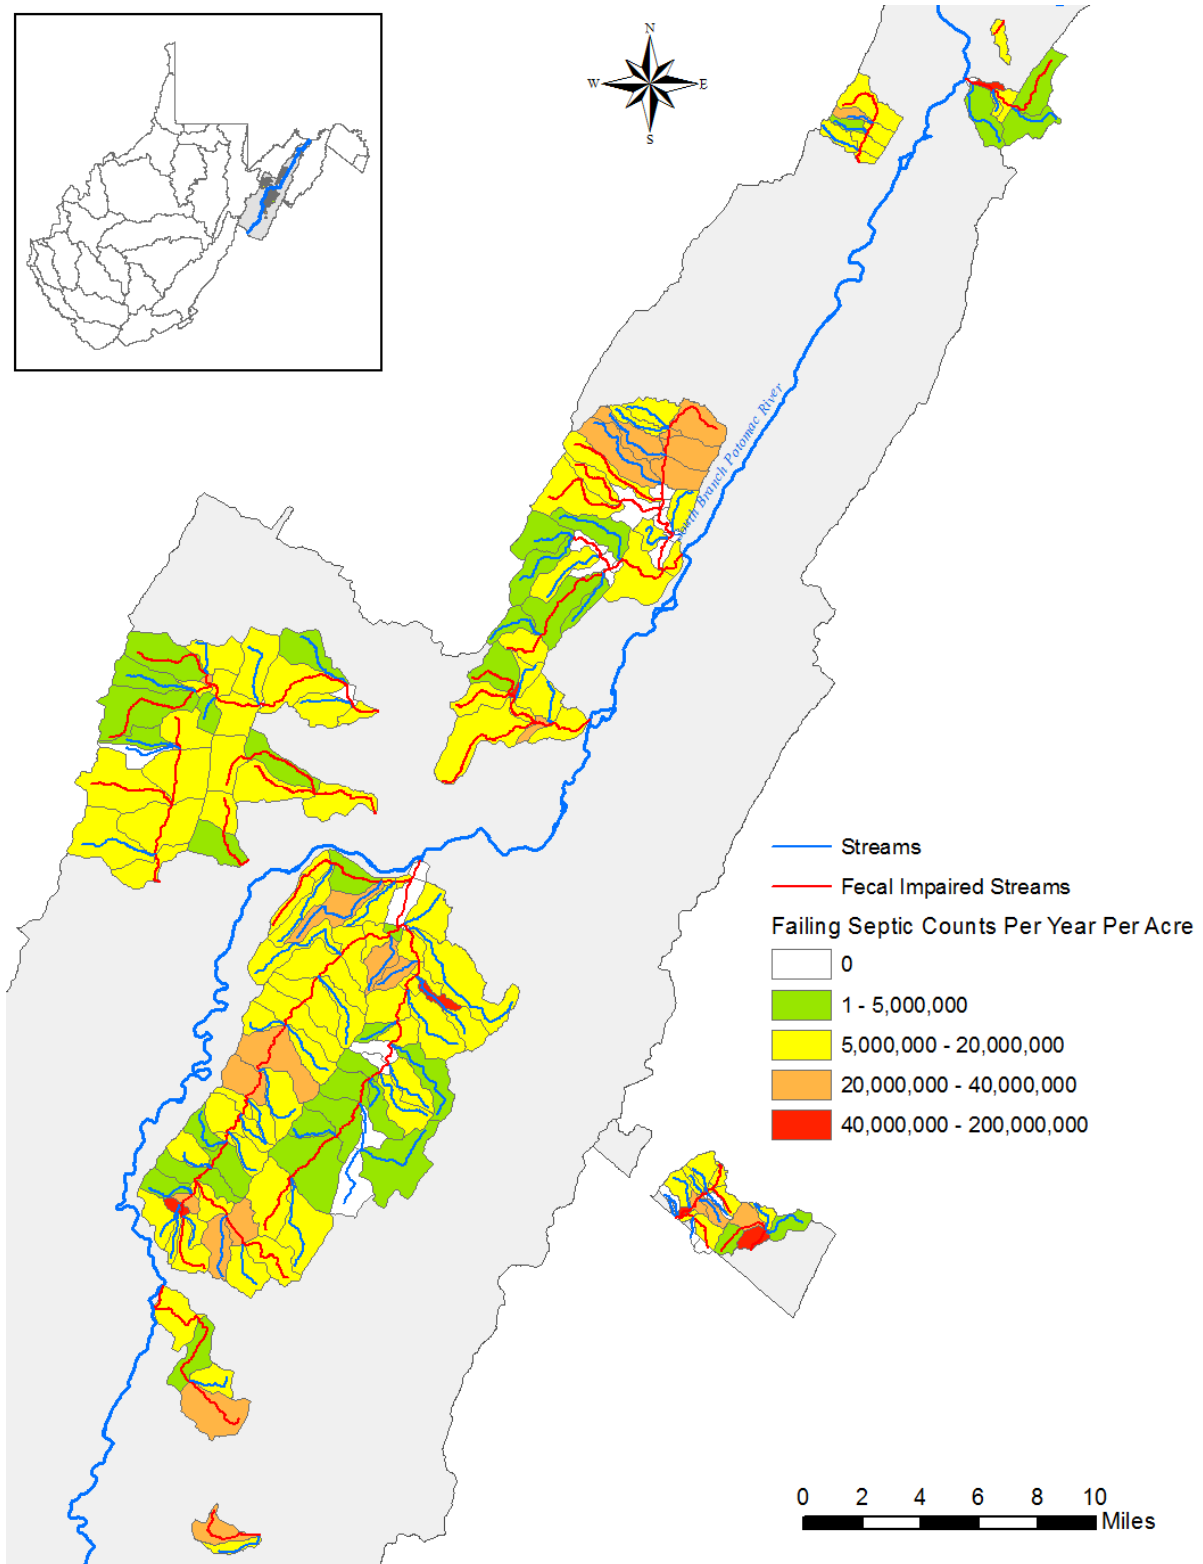 N
W E
S
South Branch Potomac River
Streams
Fecal Impaired Streams
Failing Septic Counts Per Year Per Acre
0
1 - 5,000,000
5,000,000 - 20,000,000
20,000,000 - 40,000,000
40,000,000 - 200,000,000
0 2 4 6 8 10
Miles